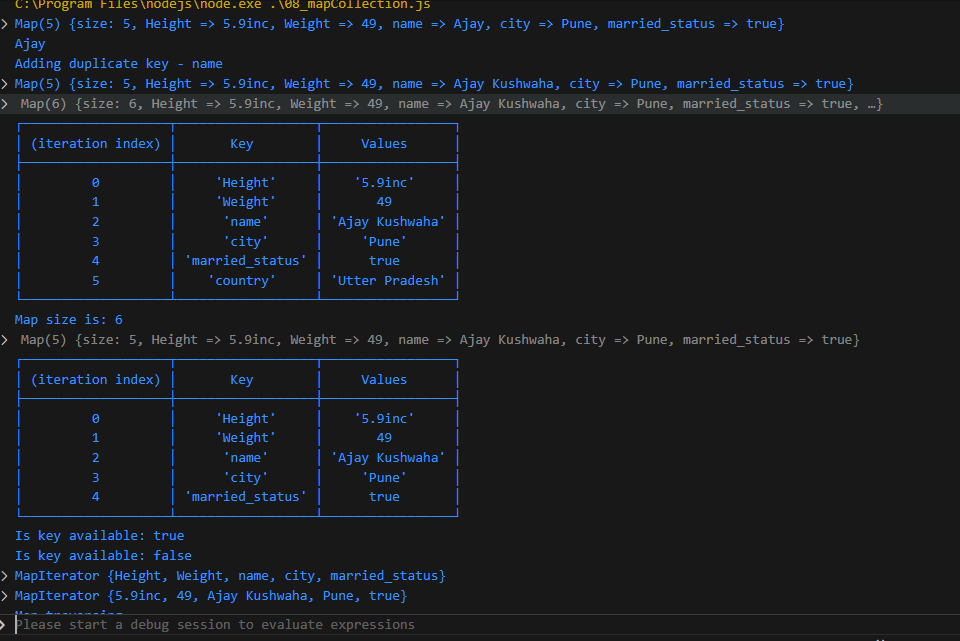 C:\Program Files\nodejs\node.exe .\08_mapCollection.js
Map(5) {size: 5, Height => 5.9inc, Weight => 49, name => Ajay, city => Pune, married_status => true}
Ajay
Adding duplicate key - name
Map(5) {size: 5, Height => 5.9inc, Weight => 49, name => Ajay Kushwaha, city => Pune, married_status => true}
Map(6) {size: 6, Height => 5.9inc, Weight => 49, name => Ajay Kushwaha, city => Pune, married_status => true, …}
(iteration index) Key Values
0 'Height' '5.9inc'
1 'Weight' 49
2 'name' 'Ajay Kushwaha'
3 'city' 'Pune'
4 'married_status' true
5 'country' 'Utter Pradesh'
Map size is: 6
Map(5) {size: 5, Height => 5.9inc, Weight => 49, name => Ajay Kushwaha, city => Pune, married_status => true}
(iteration index) Key Values
0 'Height' '5.9inc'
1 'Weight' 49
2 'name' 'Ajay Kushwaha'
3 'city' 'Pune'
4 'married_status' true
Is key available: true
Is key available: false
MapIterator {Height, Weight, name, city, married_status}
MapIterator {5.9inc, 49, Ajay Kushwaha, Pune, true}
Please start a debug session to evaluate expressions